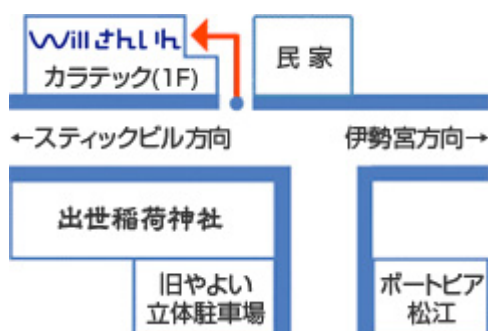 Willさんいん
カラテック(1F)
民家
←スティックビル方向
伊勢宮方向→
出世稲荷神社
旧やよい
立体駐車場
ポートピア
松江